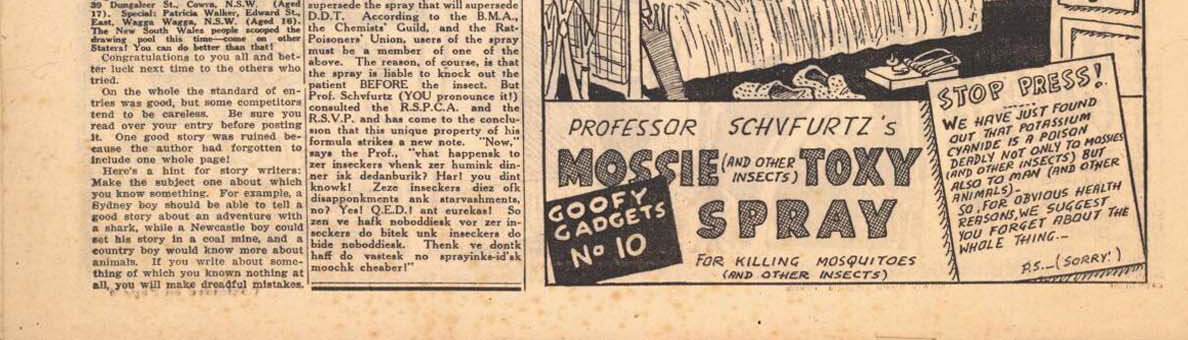 39 Dungaleer St., Cowra, N.S.W. (Aged
17). Special: Patricia Walker, Edward St.,
East, Wagga Wagga, N.S.W. (Aged 16).
The New South Wales people scooped the
drawing pool this time—come on other
Staters! You can do better than that!
Congratulations to you all and bet-
ter luck next time to the others who
tried.
On the whole the standard of en-
tries was good, but some competitors
tend to be careless. Be sure you
read over your entry before posting
it. One good story was ruined be-
cause the author had forgotten to
include one whole page!
Here's a hint for story writers:
Make the subject one about which
you know something. For example, a
Sydney boy should be able to tell a
good story about an adventure with
a shark, while a Newcastle boy could
set his story in a coal mine, and a
country boy would know more about
animals. If you write about some-
thing of which you known nothing at
all, you will make dreadful mistakes.
supersede the spray that will supersede
D.D.T. According to the B.M.A.,
the Chemists' Guild, and the Rat-
Poisoners' Union, users of the spray
must be a member of one of the
above. The reason, of course, is that
the spray is liable to knock out the
patient BEFORE the insect. But
Prof. Schvfurtz (YOU pronounce it!)
consulted the R.S.P.C.A. and the
R.S.V.P. and has come to the conclu-
sion that this unique property of his
formula strikes a new note. "Now,"
says the Prof., "vhat happensk to
zer inseckers vhenk zer humink din-
ner isk dedanburik? Har! you dint
knowk! Zeze inseckers diez ofk
disapponkments ank starvashments,
no? Yes! Q.E.D.! ant eurekas! So
zen ve hafk noboddiesk vor zer in-
seckers do bitek unk inseckers do
bide noboddiesk. Thenk ve dontk
haff do vastesk no sprayinks-id'sk
moochk cheaber!"
PROFESSOR SCHVFURTZ'S
MOSSIE (AND OTHER INSECTS) TOXY
SPRAY
FOR KILLING MOSQUITOES
(AND OTHER INSECTS)
GOOFY
GADGETS
No 10
STOP PRESS!
WE HAVE JUST FOUND
OUT THAT POTASSIUM
CYANIDE IS A POISON
DEADLY NOT ONLY TO MOSSIES
(AND OTHER INSECTS) BUT
ALSO TO MAN (AND OTHER
ANIMALS)-
SO, FOR OBVIOUS HEALTH
REASONS, WE SUGGEST
YOU FORGET ABOUT THE
WHOLE THING.—
P.S.—(SORRY!)